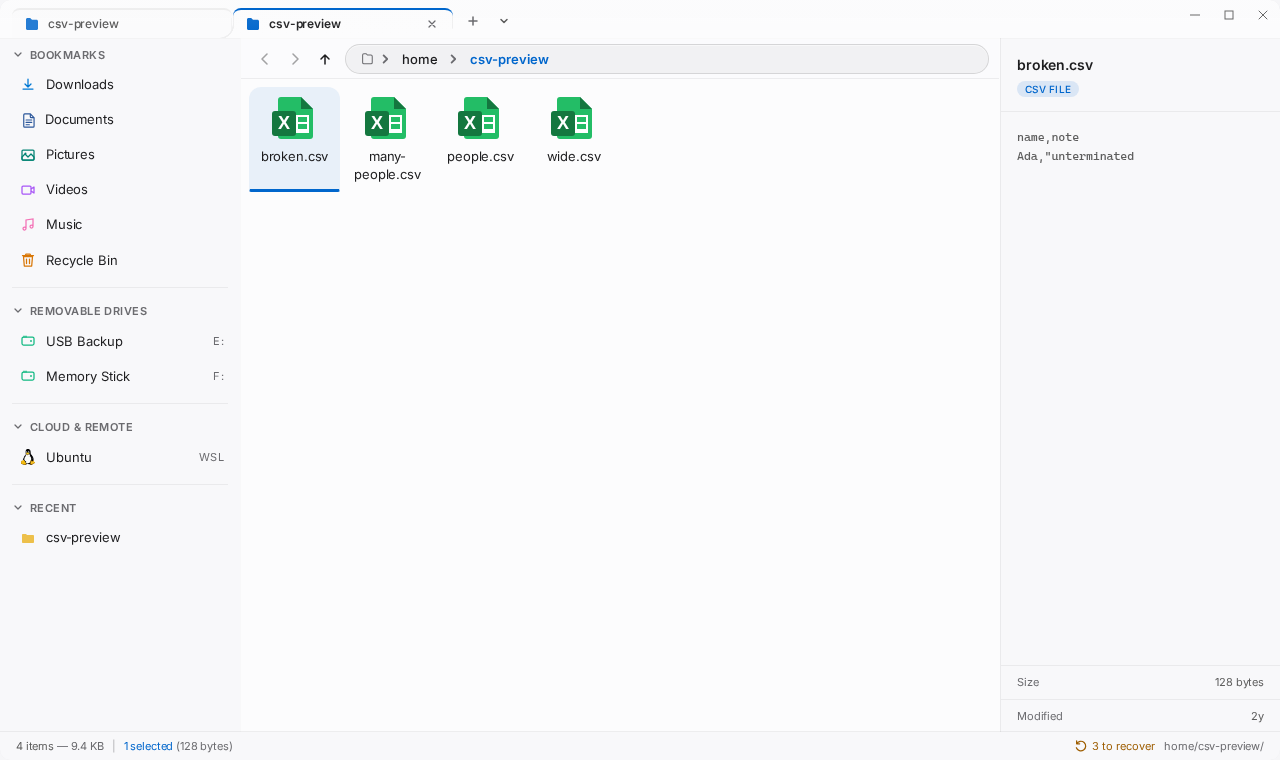 csv-preview
csv-preview
BOOKMARKS
Downloads
Documents
Pictures
Videos
Music
Recycle Bin
REMOVABLE DRIVES
USB Backup E:
Memory Stick F:
CLOUD & REMOTE
Ubuntu WSL
RECENT
csv-preview
home csv-preview
broken.csv
many-
people.csv
people.csv
wide.csv
broken.csv
CSV FILE
name,note
Ada,"unterminated
Size 128 bytes
Modified 2y
4 items — 9.4 KB 1 selected (128 bytes)
3 to recover home/csv-preview/